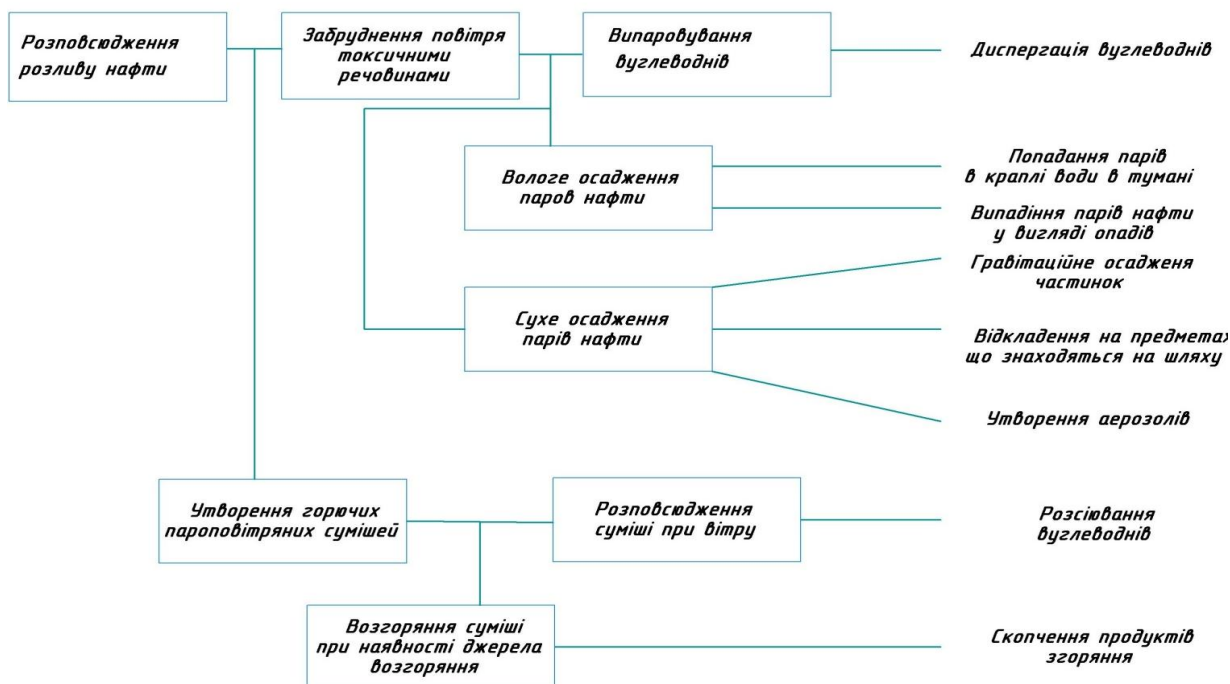 Розповсюдження
розливу нафти
Забруднення повітря
токсичними
речовинами
Випаровування
вуглеводнів
Диспергація вуглеводнів
Вологе осадження
паров нафти
Попадання парів
в краплі води в тумані
Випадіння парів нафти
у вигляді опадів
Сухе осадження
парів нафти
Гравітаційне осадженя
частинок
Відкладення на предметах
що знаходяться на шляху
Утворення аерозолів
Утворення горючих
пароповітряних сумішей
Розповсюдження
суміші при вітру
Розсіювання
вуглеводнів
Возгоряння суміші
при наявності джерела
возгоряння
Скопчення продуктів
згоряння